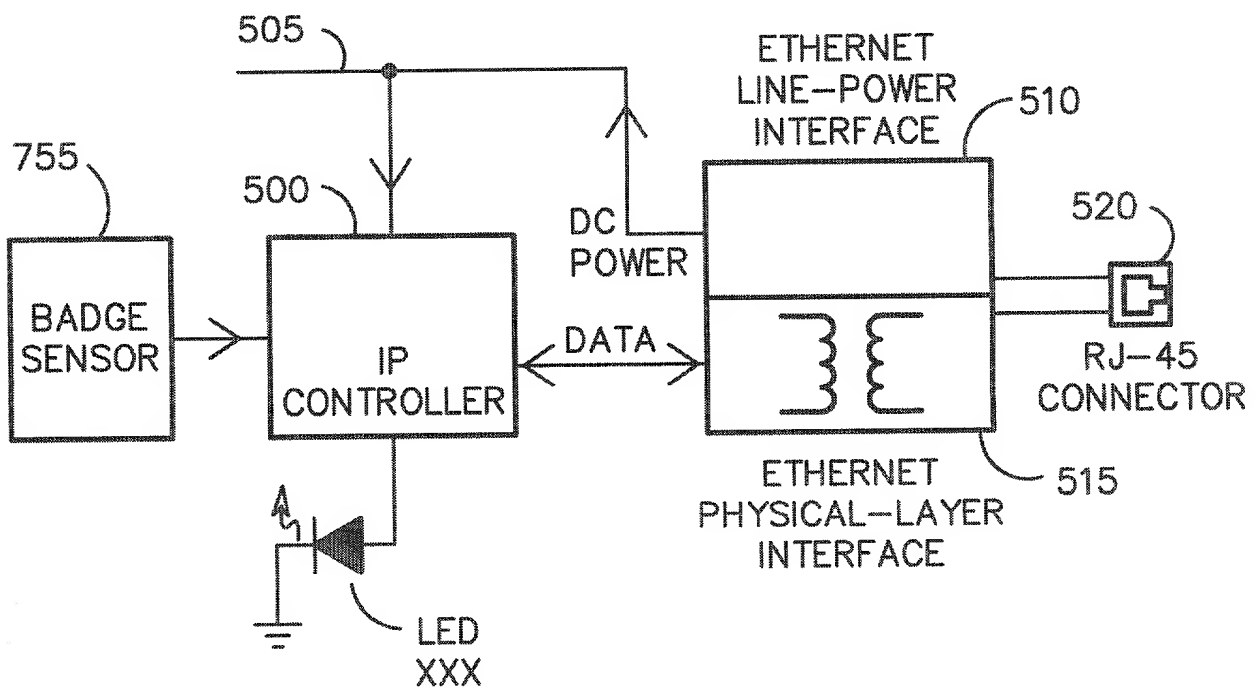 505
ETHERNET
LINE-POWER
INTERFACE
510
755
500
DC
POWER
520
BADGE
SENSOR
IP
CONTROLLER
DATA
RJ-45
CONNECTOR
ETHERNET
PHYSICAL-LAYER
INTERFACE
515
LED
XXX